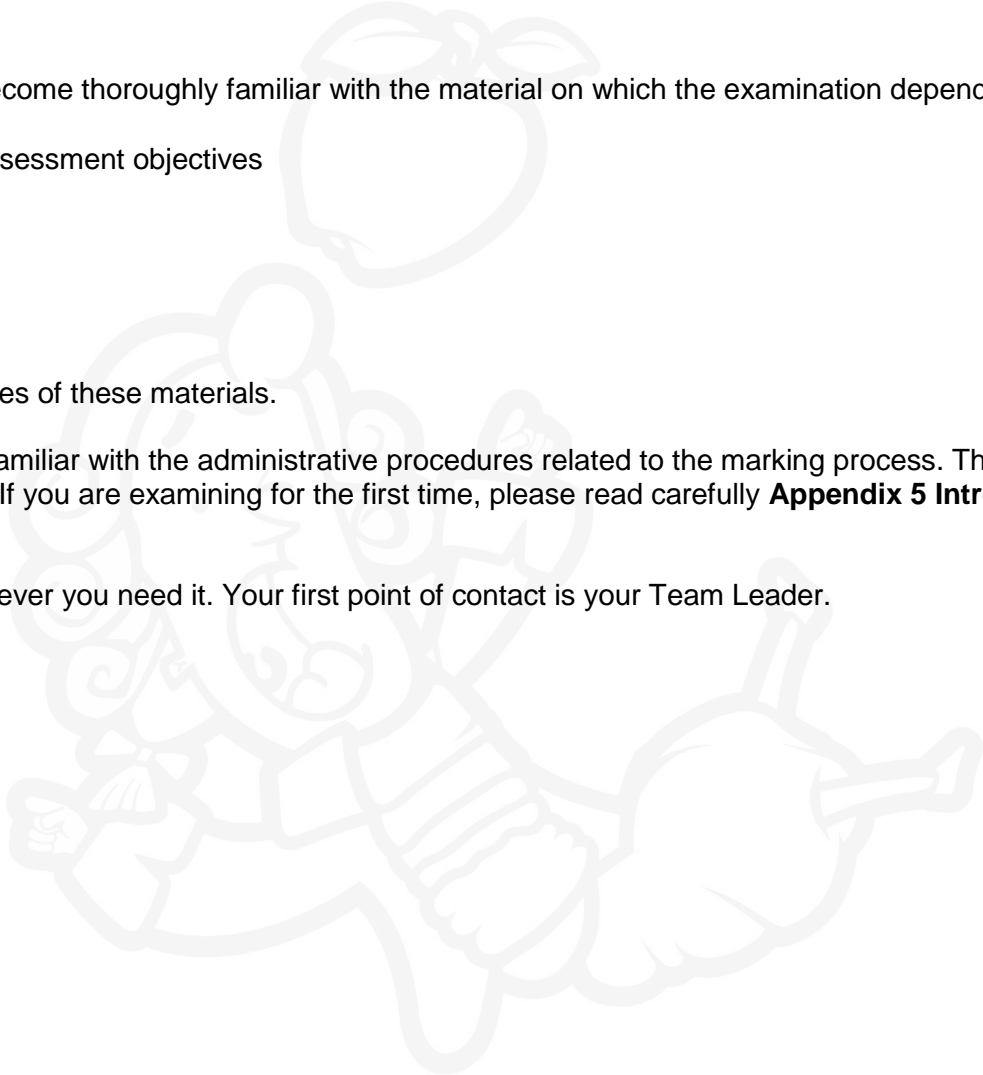 come thoroughly familiar with the material on which the examination depend
sessment objectives
es of these materials.
amiliar with the administrative procedures related to the marking process. Th
If you are examining for the first time, please read carefully Appendix 5 Intr
ever you need it. Your first point of contact is your Team Leader.